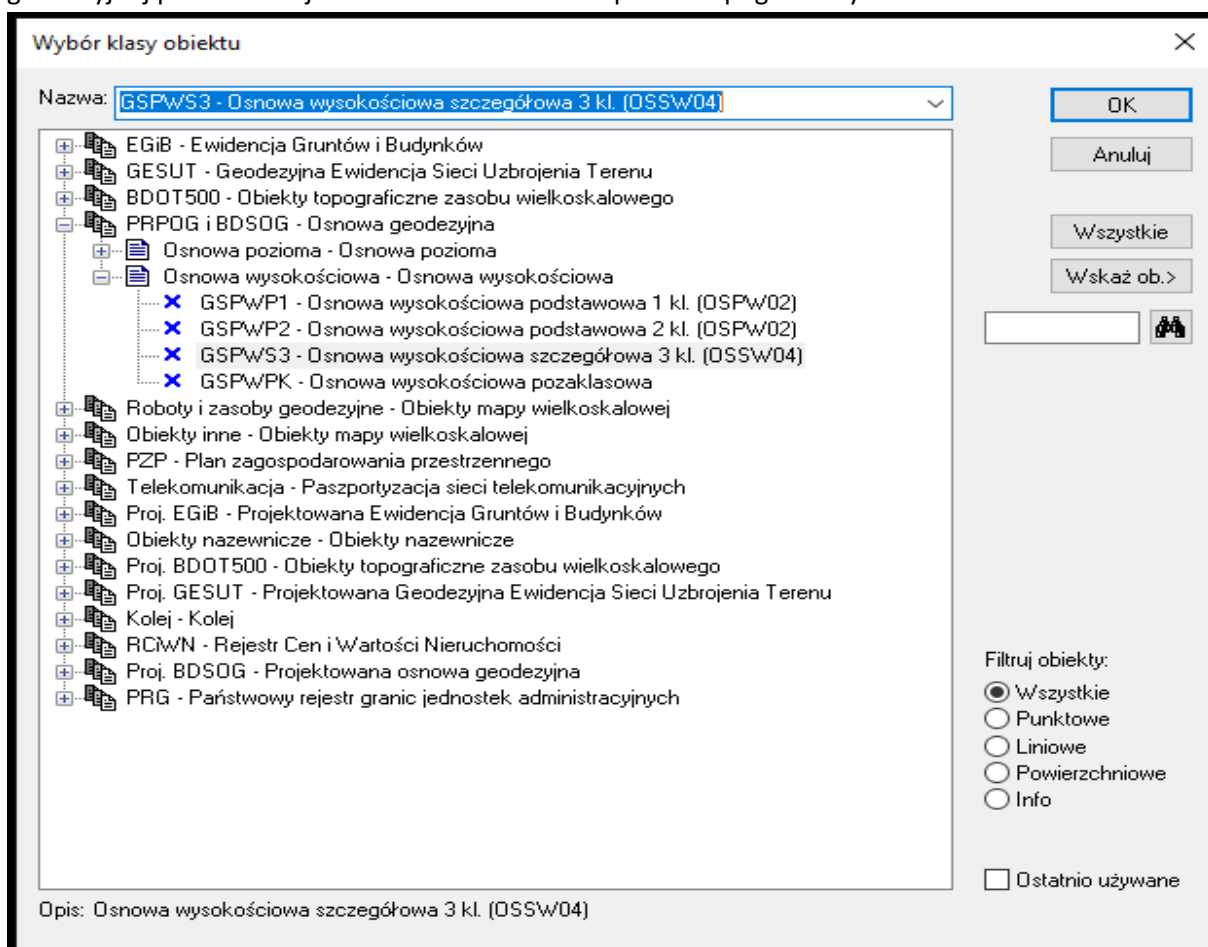 Wybór klasy obiektu
Nazwa: GSPWS3 - Osnowa wysokościowa szczegółowa 3 kl. (OSSW04)
OK
Anuluj
Wszystkie
Wskaż ob.>
EGiB - Ewidencja Gruntów i Budynków
GESUT - Geodezyjna Ewidencja Sieci Uzbrojenia Terenu
BDOT500 - Obiekty topograficzne zasobu wielkoskalowego
PRPOG i BDSOG - Osnowa geodezyjna
Osnowa pozioma - Osnowa pozioma
Osnowa wysokościowa - Osnowa wysokościowa
GSPWP1 - Osnowa wysokościowa podstawowa 1 kl. (OSPW02)
GSPWP2 - Osnowa wysokościowa podstawowa 2 kl. (OSPW02)
GSPWS3 - Osnowa wysokościowa szczegółowa 3 kl. (OSSW04)
GSPWPK - Osnowa wysokościowa pozaklasowa
Roboty i zasoby geodezyjne - Obiekty mapy wielkoskalowej
Obiekty inne - Obiekty mapy wielkoskalowej
PZP - Plan zagospodarowania przestrzennego
Telekomunikacja - Paszportyzacja sieci telekomunikacyjnych
Proj. EGiB - Projektowana Ewidencja Gruntów i Budynków
Obiekty nazewnicze - Obiekty nazewnicze
Proj. BDOT500 - Obiekty topograficzne zasobu wielkoskalowego
Proj. GESUT - Projektowana Geodezyjna Ewidencja Sieci Uzbrojenia Terenu
Kolej - Kolej
RCiWN - Rejestr Cen i Wartości Nieruchomości
Proj. BDSOG - Projektowana osnowa geodezyjna
PRG - Państwowy rejestr granic jednostek administracyjnych
Filtruj obiekty:
Wszystkie
Punktowe
Liniowe
Powierzchniowe
Info
Ostatnio używane
Opis: Osnowa wysokościowa szczegółowa 3 kl. (OSSW04)